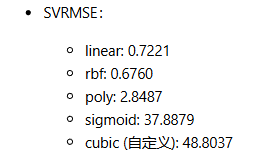 SVRMSE：
linear: 0.7221
rbf: 0.6760
poly: 2.8487
sigmoid: 37.8879
cubic (自定义): 48.8037